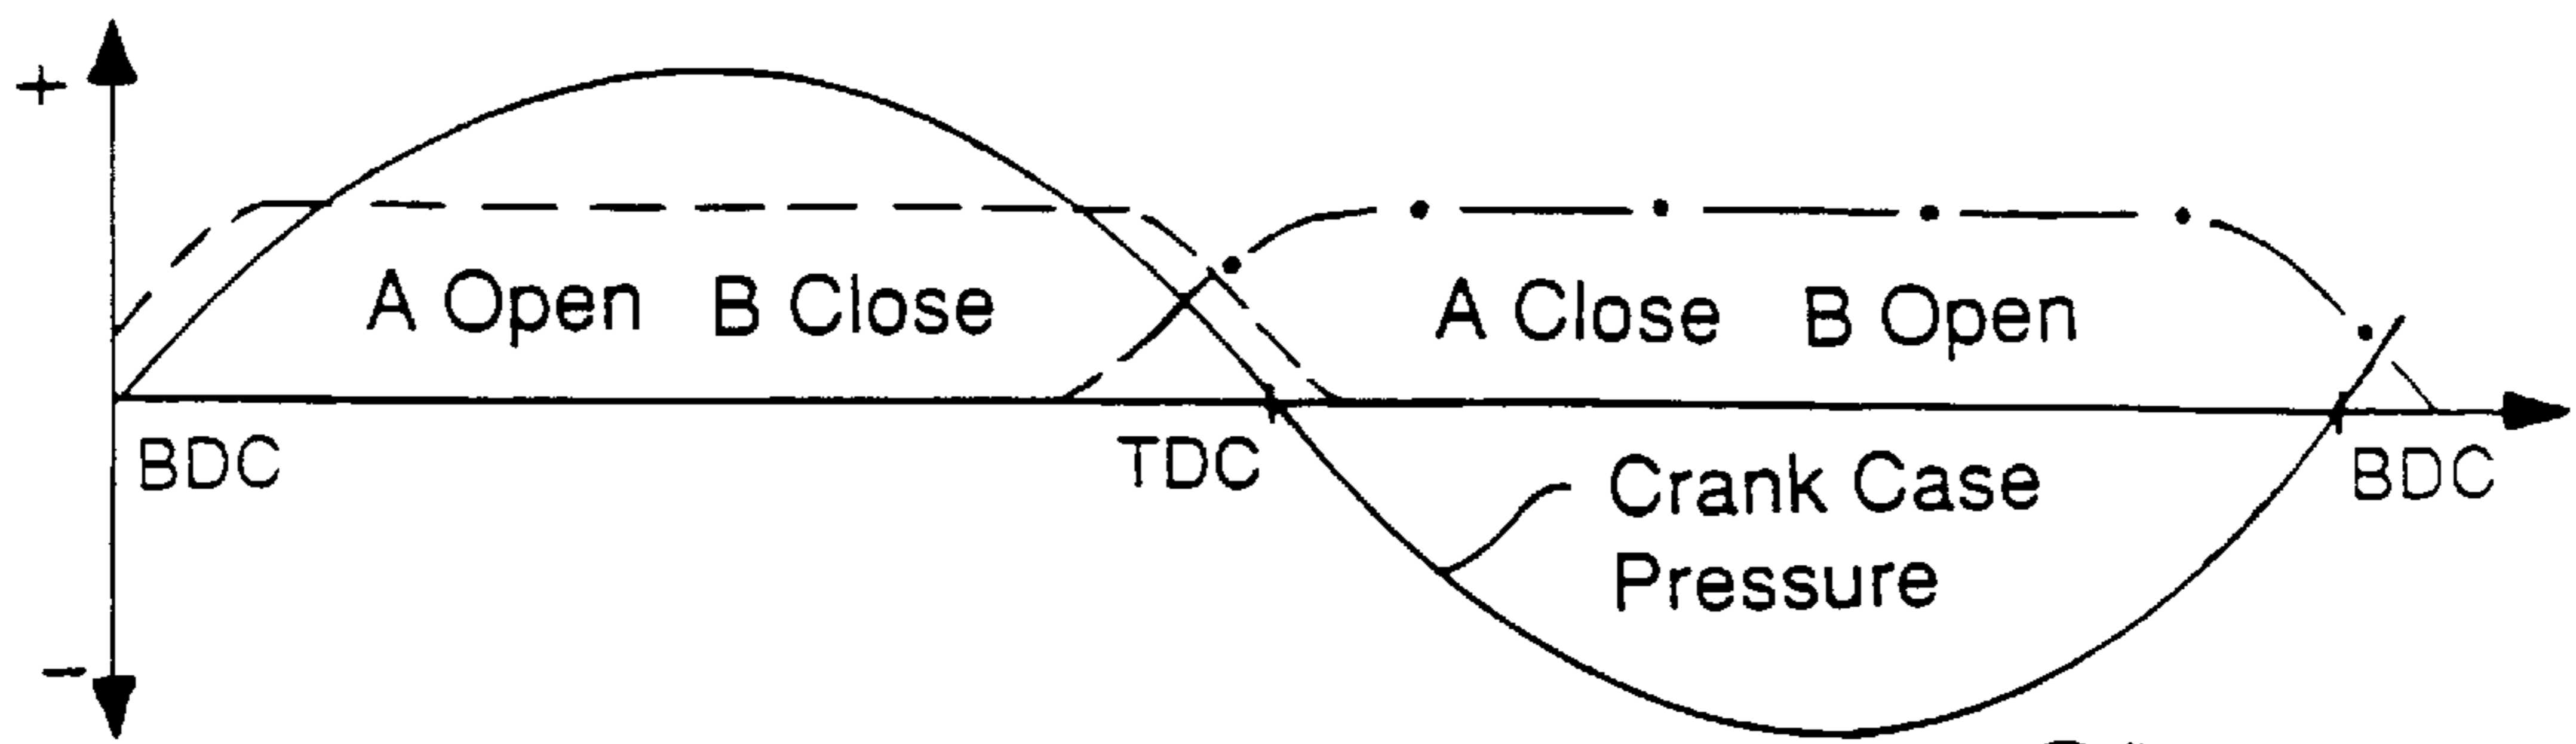 +
A Open B Close
A Close B Open
BDC
TDC
BDC
Crank Case
Pressure
-